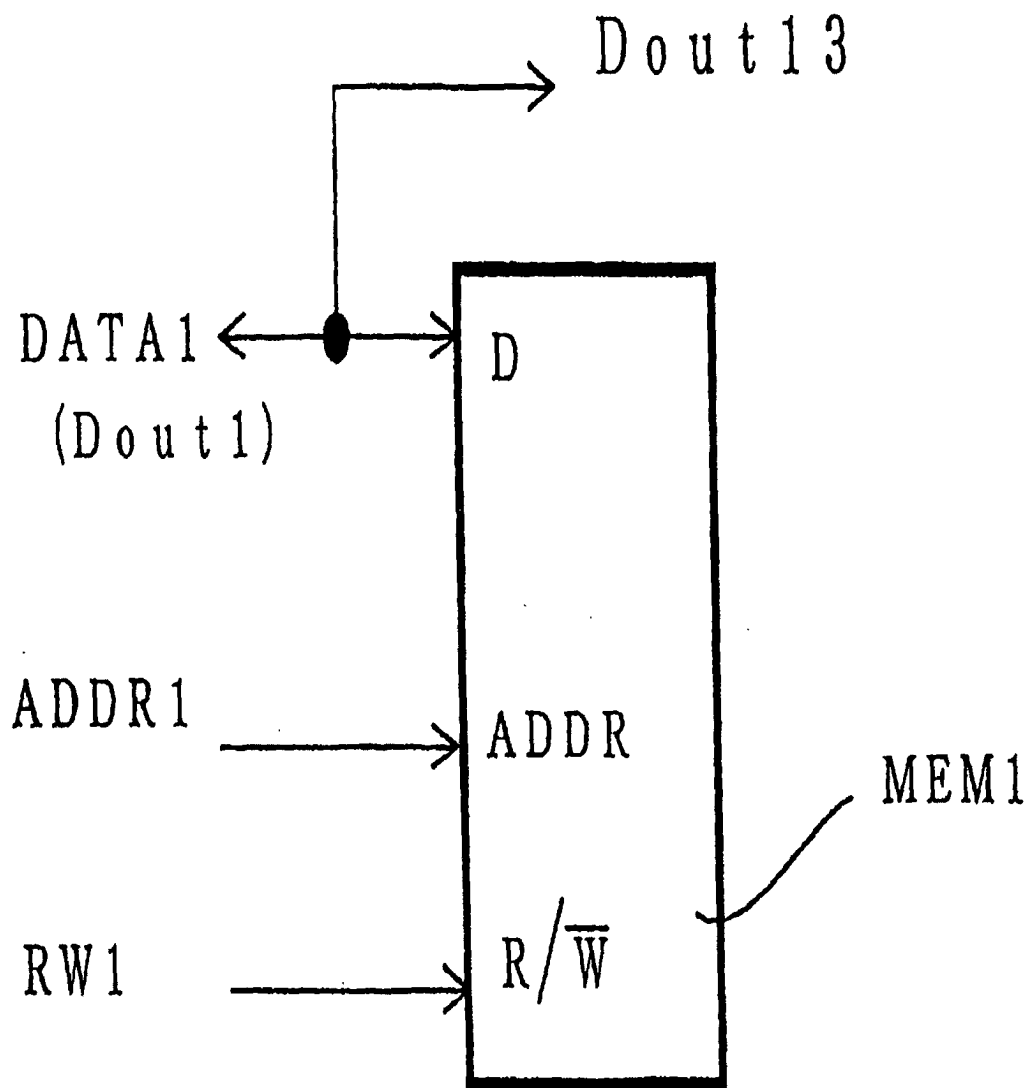 Dout13
DATA1
(Dout1)
D
ADDR1
ADDR
MEM1
RW1
R/W̅